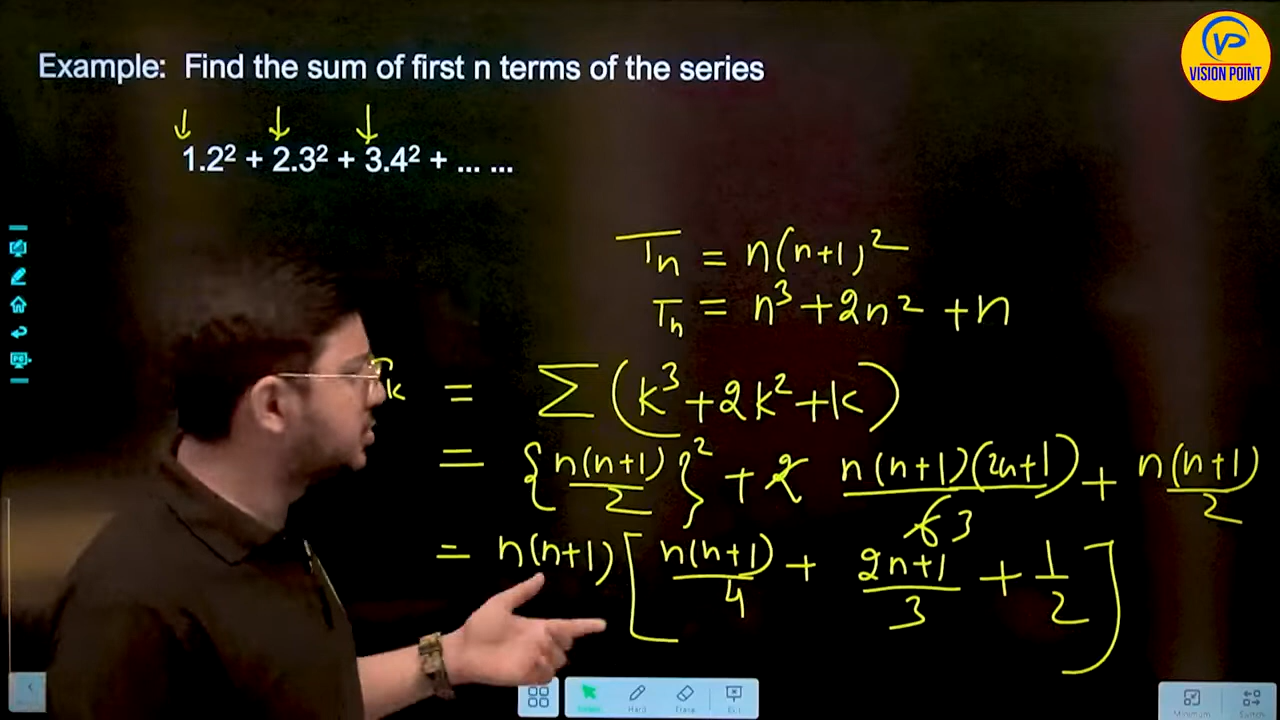 Example: Find the sum of first n terms of the series
VP
VISION POINT
↓ ↓ ↓
1.2² + 2.3² + 3.4² + ... ...
Tn = n(n+1)²
Tn = n³ + 2n² + n
Tk = Σ(k³ + 2k² + k)
= {n(n+1)/2}² + 2 n(n+1)(2n+1)/6 3 + n(n+1)/2
= n(n+1) [n(n+1)/4 + 2n+1/3 + 1/2]